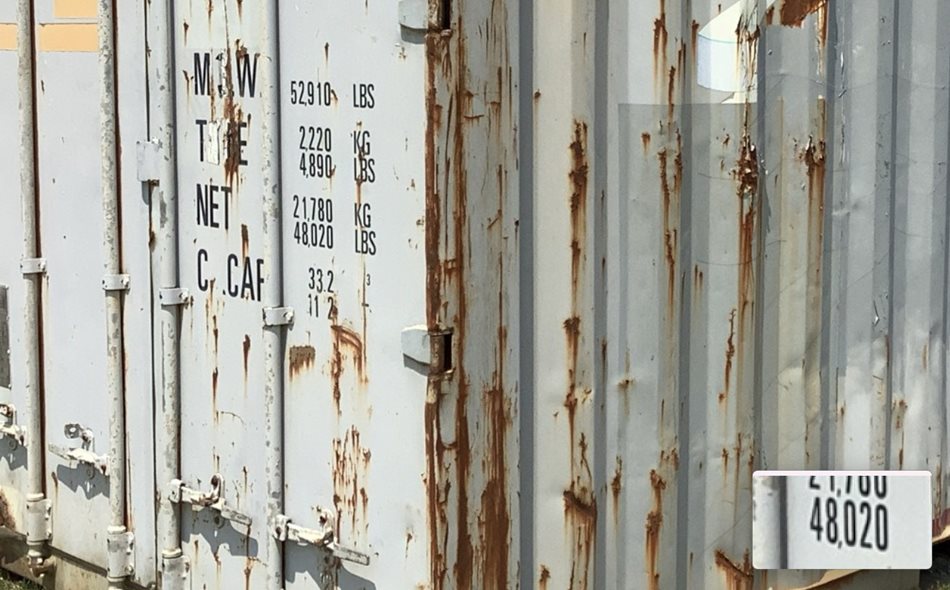 52,910 LBS
2,220 KG
4,890 LBS
NET 21,780 KG
48,020 LBS
33.2
48,020